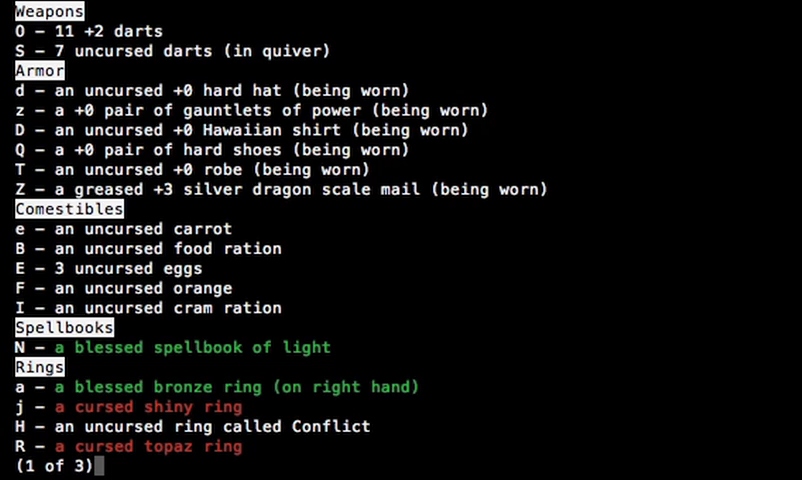 Weapons
O - 11 +2 darts
S - 7 uncursed darts (in quiver)
Armor
d - an uncursed +0 hard hat (being worn)
z - a +0 pair of gauntlets of power (being worn)
D - an uncursed +0 Hawaiian shirt (being worn)
Q - a +0 pair of hard shoes (being worn)
T - an uncursed +0 robe (being worn)
Z - a greased +3 silver dragon scale mail (being worn)
Comestibles
e - an uncursed carrot
B - an uncursed food ration
E - 3 uncursed eggs
F - an uncursed orange
I - an uncursed cram ration
Spellbooks
N - a blessed spellbook of light
Rings
a - a blessed bronze ring (on right hand)
j - a cursed shiny ring
H - an uncursed ring called Conflict
R - a cursed topaz ring
(1 of 3)